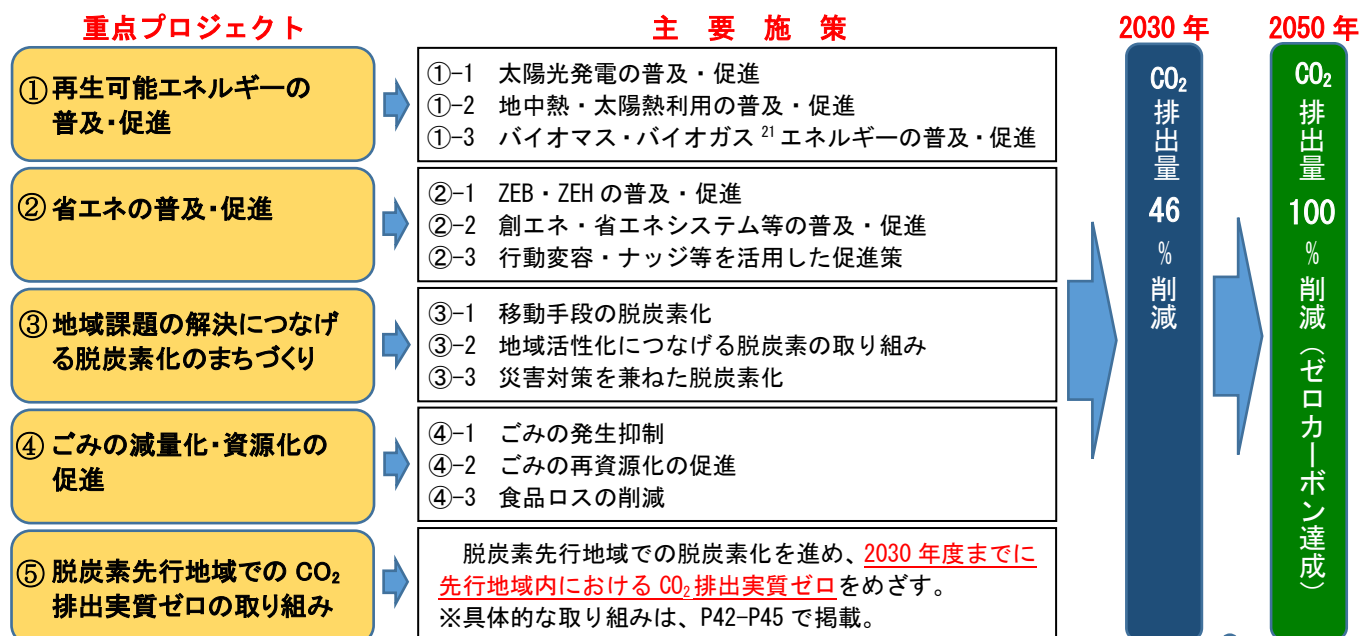 重点プロジェクト
主要施策
2030年
2050年
①再生可能エネルギーの
普及・促進
①-1 太陽光発電の普及・促進
①-2 地中熱・太陽熱利用の普及・促進
①-3 バイオマス・バイオガス²¹エネルギーの普及・促進
②省エネの普及・促進
②-1 ZEB・ZEHの普及・促進
②-2 創エネ・省エネシステム等の普及・促進
②-3 行動変容・ナッジ等を活用した促進策
③地域課題の解決につなげ
る脱炭素化のまちづくり
③-1 移動手段の脱炭素化
③-2 地域活性化につなげる脱炭素の取り組み
③-3 災害対策を兼ねた脱炭素化
④ごみの減量化・資源化の
促進
④-1 ごみの発生抑制
④-2 ごみの再資源化の促進
④-3 食品ロスの削減
⑤脱炭素先行地域でのCO₂
排出実質ゼロの取り組み
脱炭素先行地域での脱炭素化を進め、2030年度までに
先行地域内におけるCO₂排出実質ゼロをめざす。
※具体的な取り組みは、P42-P45で掲載。
CO₂排出量46%削減
CO₂排出量100%削減（ゼロカーボン達成）